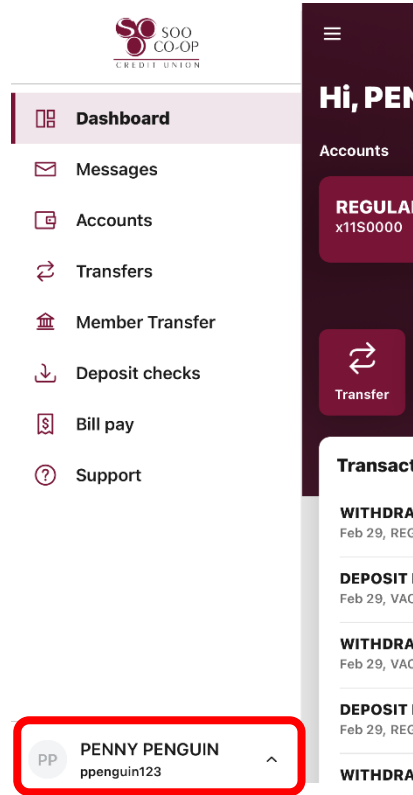 SOO
CO-OP
CREDIT UNION
Dashboard
Messages
Accounts
Transfers
Member Transfer
Deposit checks
Bill pay
Support
PP
PENNY PENGUIN
ppenguin123
Hi, PEN
Accounts
REGULAR
x11S0000
Transfer
Transact
WITHDRA
Feb 29, REG
DEPOSIT
Feb 29, VAC
WITHDRA
Feb 29, VAC
DEPOSIT
Feb 29, REG
WITHDRA